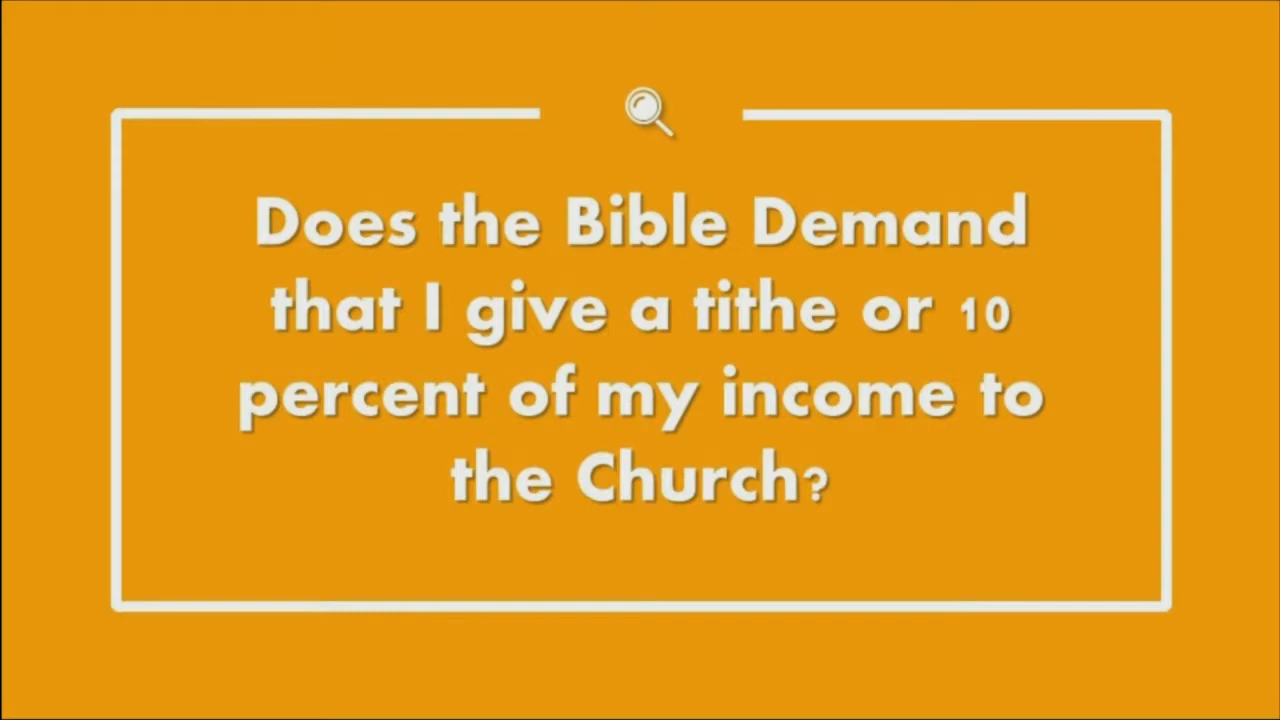 Does the Bible Demand
that I give a tithe or 10
percent of my income to
the Church?